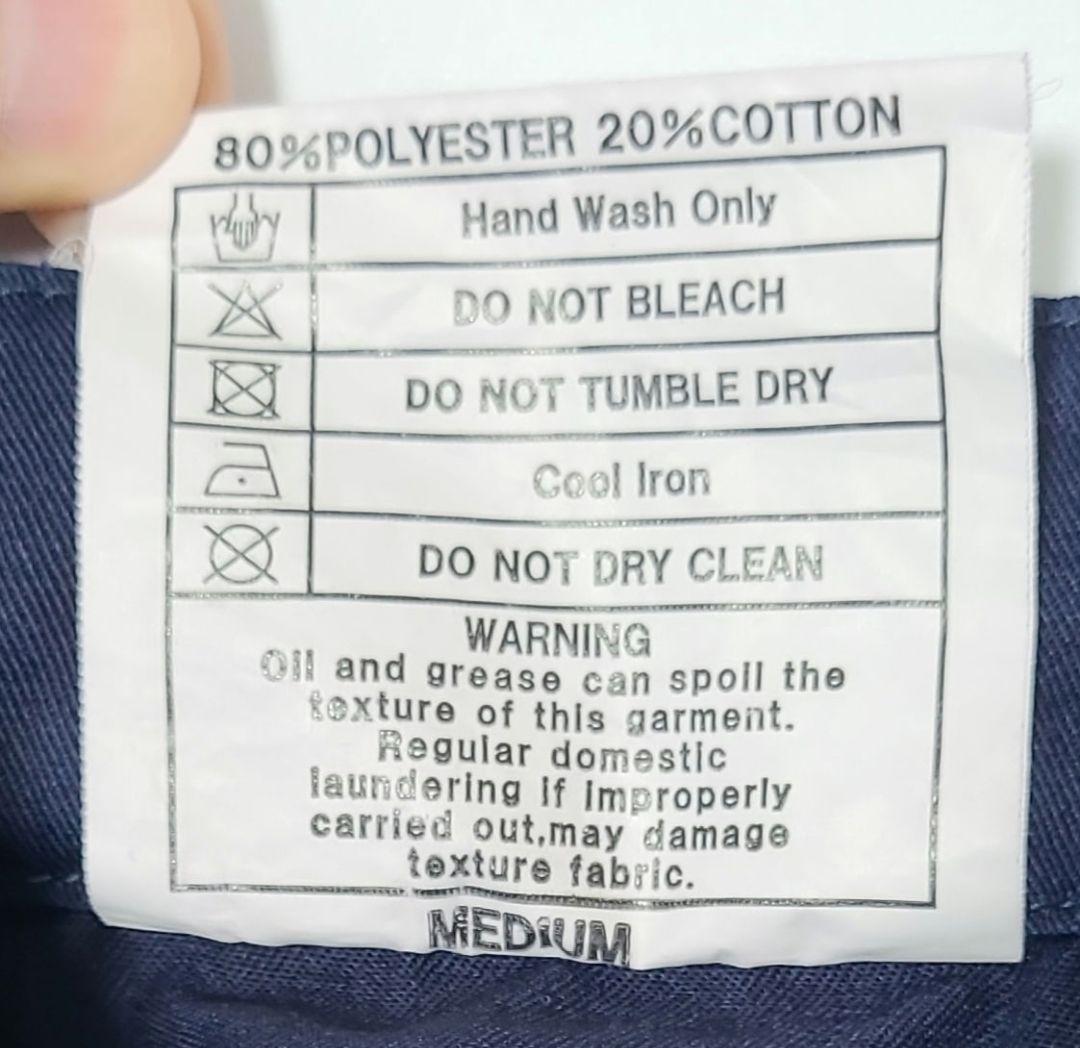 80%POLYESTER 20%COTTON
Hand Wash Only
DO NOT BLEACH
DO NOT TUMBLE DRY
Cool Iron
DO NOT DRY CLEAN
WARNING
Oil and grease can spoil the
texture of this garment.
Regular domestic
laundering if improperly
carried out,may damage
texture fabric.
MEDIUM